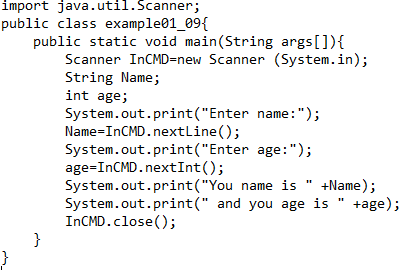 import java.util.Scanner;
public class example01_09{
    public static void main(String args[]){
        Scanner InCMD=new Scanner (System.in);
        String Name;
        int age;
        System.out.print("Enter name:");
        Name=InCMD.nextLine();
        System.out.print("Enter age:");
        age=InCMD.nextInt();
        System.out.print("You name is " +Name);
        System.out.print(" and you age is " +age);
        InCMD.close();
    }
}